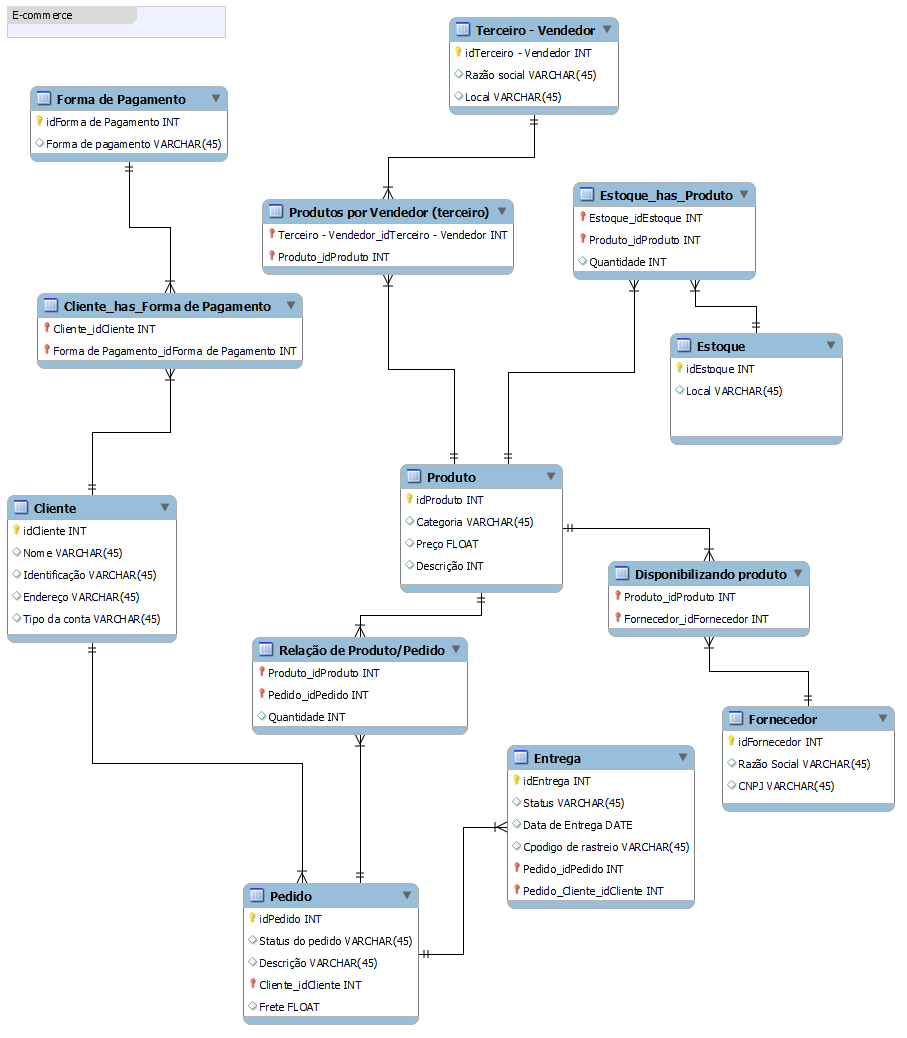 E-commerce
Terceiro - Vendedor
idTerceiro - Vendedor INT
Razão social VARCHAR(45)
Local VARCHAR(45)
Forma de Pagamento
idForma de Pagamento INT
Forma de pagamento VARCHAR(45)
Produtos por Vendedor (terceiro)
Terceiro - Vendedor_idTerceiro - Vendedor INT
Produto_idProduto INT
Estoque_has_Produto
Estoque_idEstoque INT
Produto_idProduto INT
Quantidade INT
Cliente_has_Forma de Pagamento
Cliente_idCliente INT
Forma de Pagamento_idForma de Pagamento INT
Estoque
idEstoque INT
Local VARCHAR(45)
Produto
idProduto INT
Categoria VARCHAR(45)
Preço FLOAT
Descrição INT
Cliente
idCliente INT
Nome VARCHAR(45)
Identificação VARCHAR(45)
Endereço VARCHAR(45)
Tipo da conta VARCHAR(45)
Disponibilizando produto
Produto_idProduto INT
Fornecedor_idFornecedor INT
Relação de Produto/Pedido
Produto_idProduto INT
Pedido_idPedido INT
Quantidade INT
Fornecedor
idFornecedor INT
Razão Social VARCHAR(45)
CNPJ VARCHAR(45)
Entrega
idEntrega INT
Status VARCHAR(45)
Data de Entrega DATE
Cpodigo de rastreio VARCHAR(45)
Pedido_idPedido INT
Pedido_Cliente_idCliente INT
Pedido
idPedido INT
Status do pedido VARCHAR(45)
Descrição VARCHAR(45)
Cliente_idCliente INT
Frete FLOAT